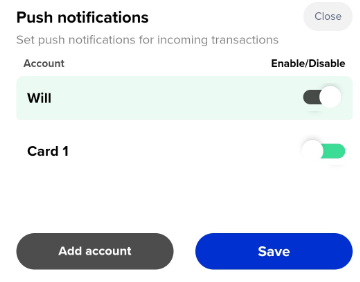 Push notifications
Close
Set push notifications for incoming transactions
Account
Enable/Disable
Will
Card 1
Add account
Save